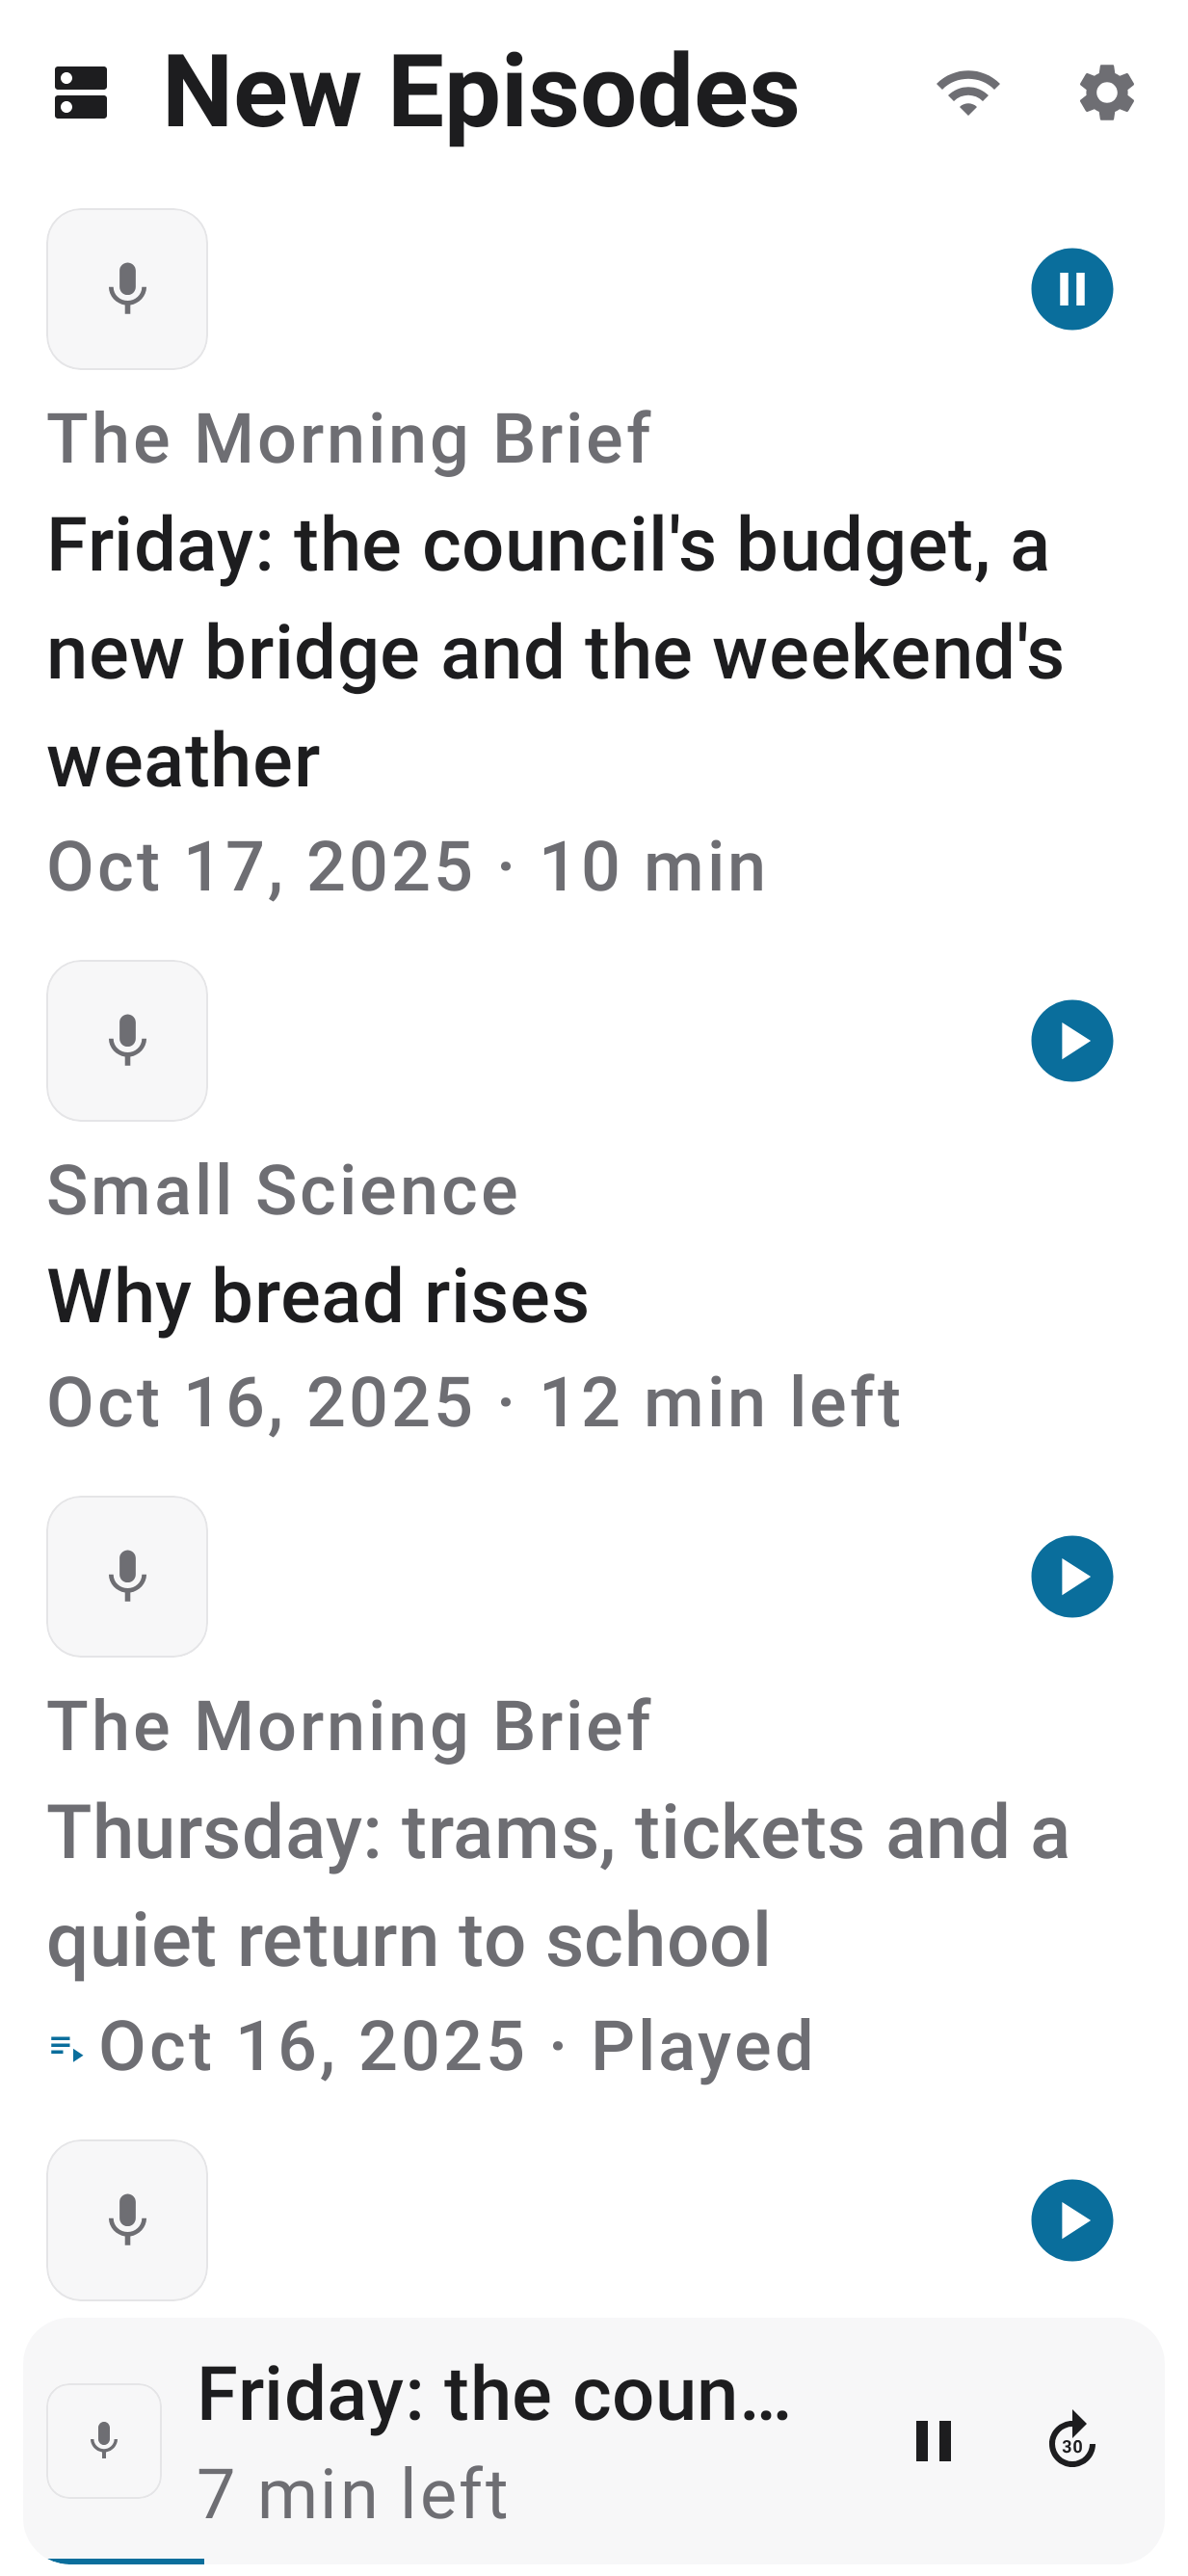 New Episodes
The Morning Brief
Friday: the council's budget, a
new bridge and the weekend's
weather
Oct 17, 2025 · 10 min
Small Science
Why bread rises
Oct 16, 2025 · 12 min left
The Morning Brief
Thursday: trams, tickets and a
quiet return to school
Oct 16, 2025 · Played
Friday: the coun…
7 min left
30